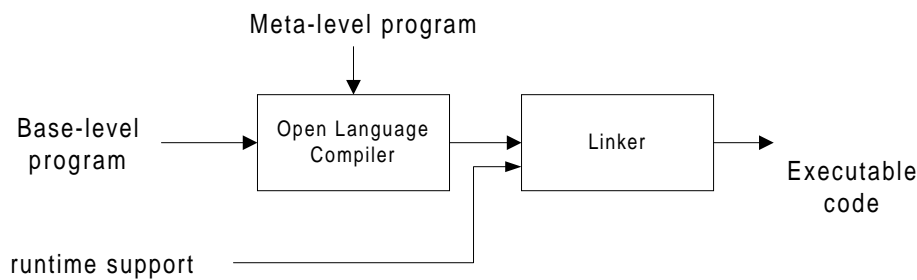 Meta-level program
Base-level
program
Open Language
Compiler
Linker
Executable
code
runtime support